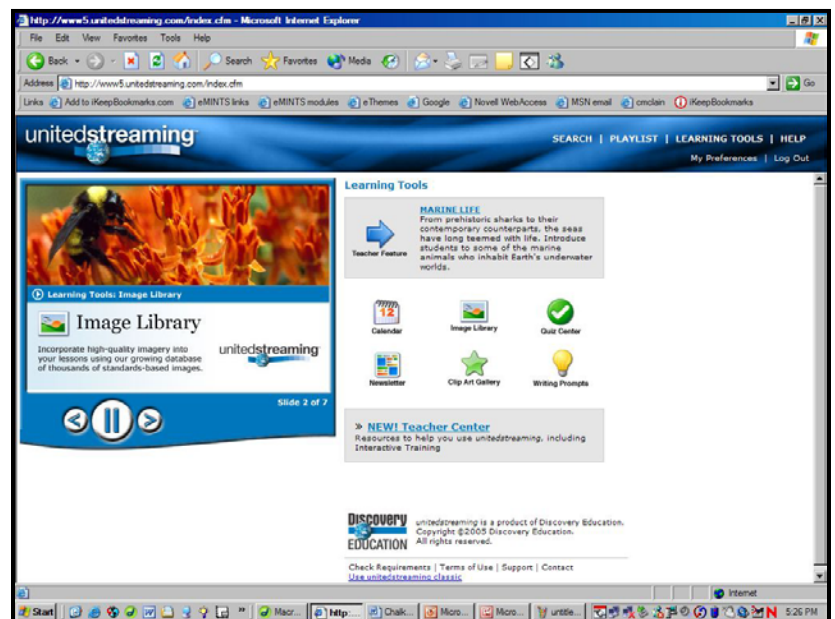 http://www5.unitedstreaming.com/index.cfm - Microsoft Internet Explorer
File Edit View Favorites Tools Help
Back Search Favorites Media
Address http://www5.unitedstreaming.com/index.cfm Go
Links Add to iKeepBookmarks.com eMINTS links eMINTS modules eThemes Google Novell WebAccess MSN email cmclain iKeepBookmarks
unitedstreaming
SEARCH | PLAYLIST | LEARNING TOOLS | HELP
My Preferences | Log Out
Learning Tools: Image Library
Image Library
Incorporate high-quality imagery into
your lessons using our growing database
of thousands of standards-based images.
unitedstreaming
Slide 2 of 7
Learning Tools
Teacher Feature
MARINE LIFE
From prehistoric sharks to their
contemporary counterparts, the seas
have long teemed with life. Introduce
students to some of the marine
animals who inhabit Earth's underwater
worlds.
12
Calendar Image Library Quiz Center
Newsletter Clip Art Gallery Writing Prompts
» NEW! Teacher Center
Resources to help you use unitedstreaming, including
Interactive Training
DISCOVERY
EDUCATION
unitedstreaming is a product of Discovery Education.
Copyright ©2005 Discovery Education.
All rights reserved.
Check Requirements | Terms of Use | Support | Contact
Use unitedstreaming classic
Internet
Start » Macr... http:... Chalk... Micro... Micro... untitle... 5:26 PM